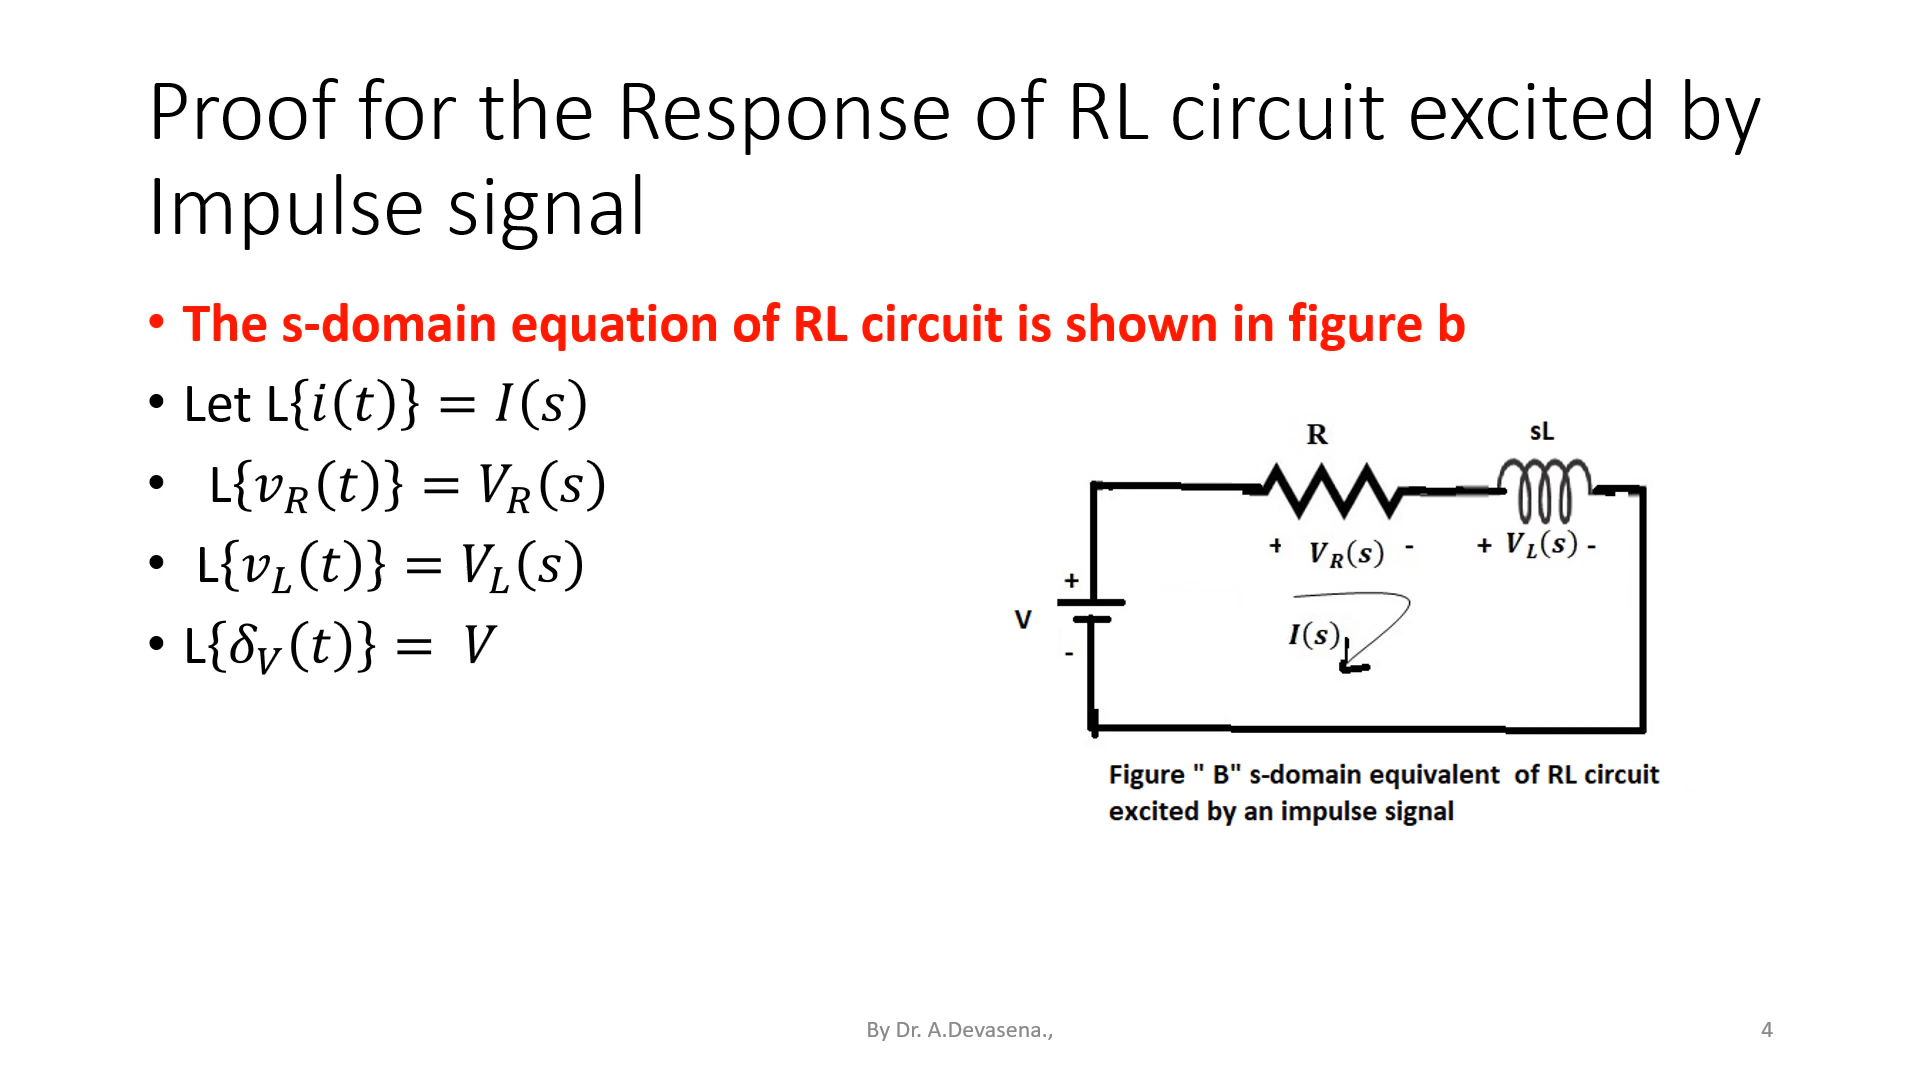 Proof for the Response of RL circuit excited by
Impulse signal
• The s-domain equation of RL circuit is shown in figure b
• Let L{i(t)} = I(s)
• L{v_R(t)} = V_R(s)
• L{v_L(t)} = V_L(s)
• L{δ_V(t)} = V
R
sL
+ V_R(s) -
+ V_L(s) -
+
V
-
I(s)
Figure " B" s-domain equivalent of RL circuit
excited by an impulse signal
By Dr. A.Devasena.,
4